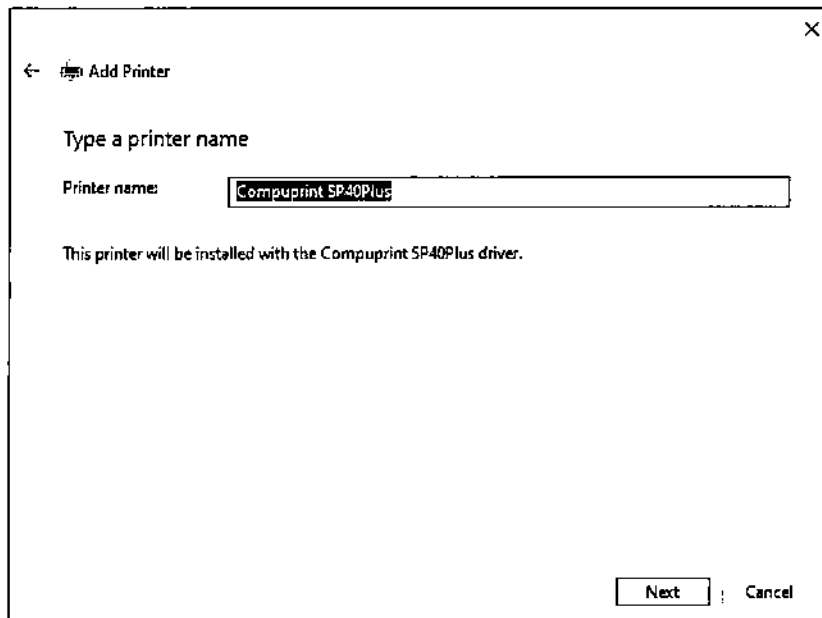 Add Printer
Type a printer name
Printer name: Compuprint SP40Plus
This printer will be installed with the Compuprint SP40Plus driver.
Next Cancel